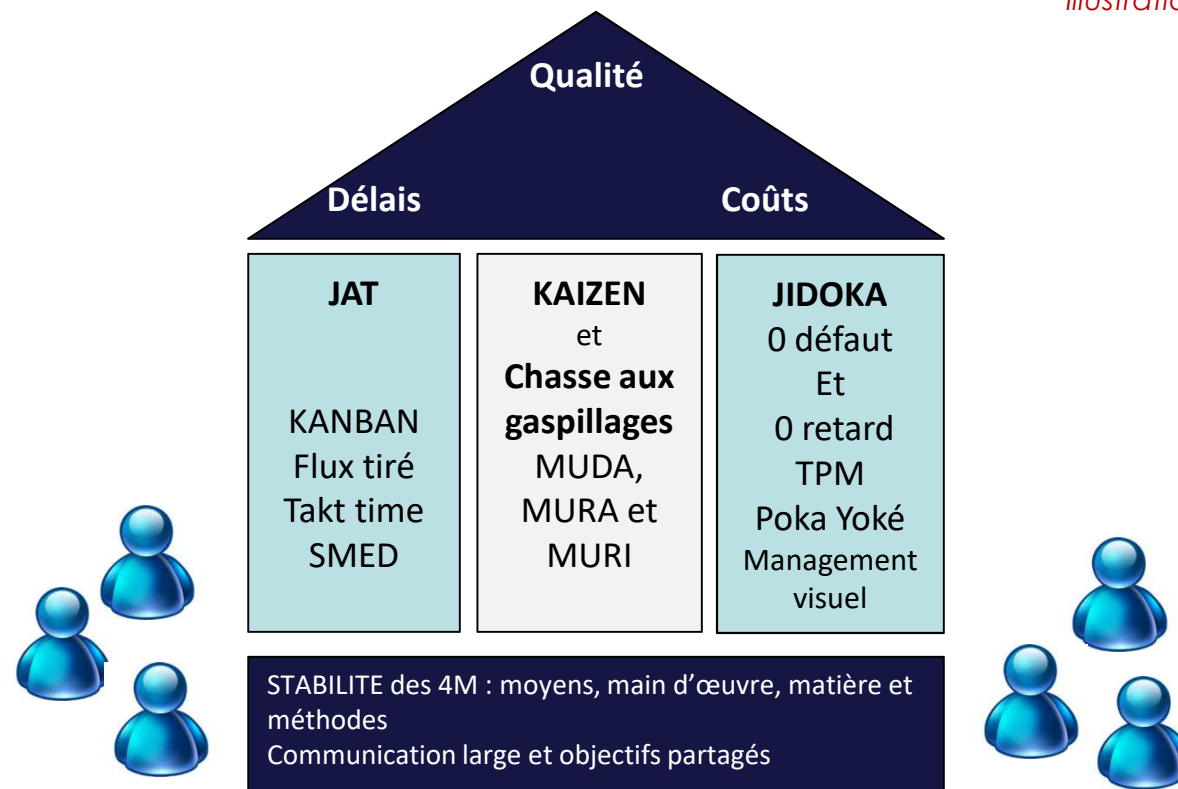 Qualité
Délais
Coûts
JAT
KANBAN
Flux tiré
Takt time
SMED
KAIZEN
et
Chasse aux
gaspillages
MUDA,
MURA et
MURI
JIDOKA
0 défaut
Et
0 retard
TPM
Poka Yoké
Management
visuel
STABILITE des 4M : moyens, main d’œuvre, matière et
méthodes
Communication large et objectifs partagés